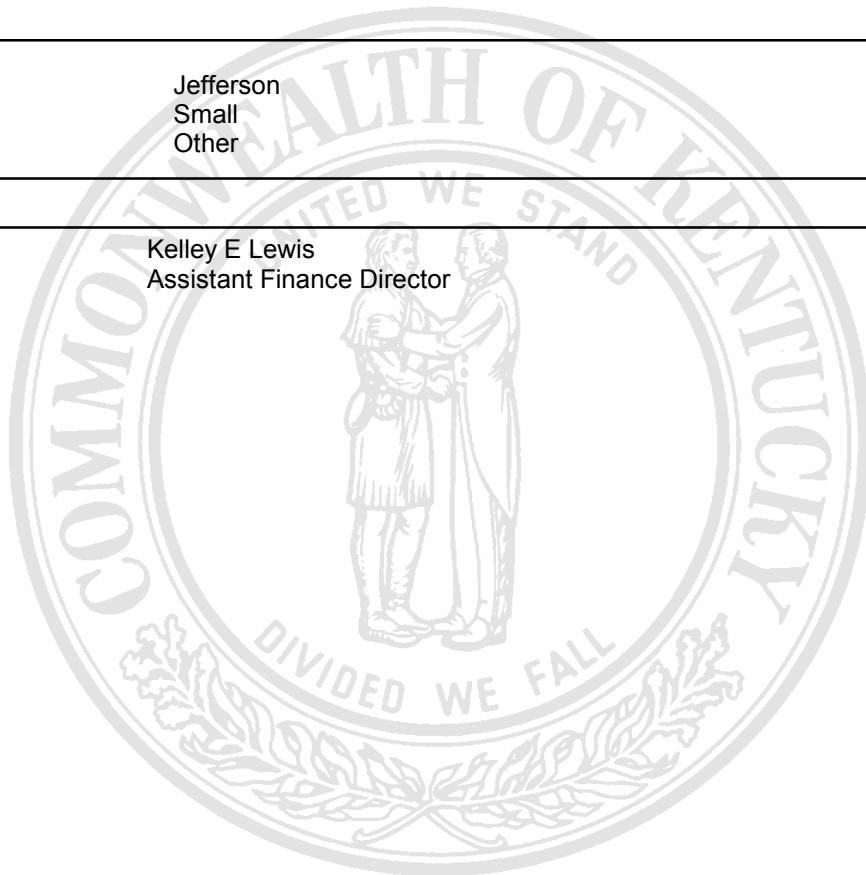 Jefferson
Small
Other
Kelley E Lewis
Assistant Finance Director
COMMONWEALTH OF KENTUCKY
UNITED WE STAND
DIVIDED WE FALL